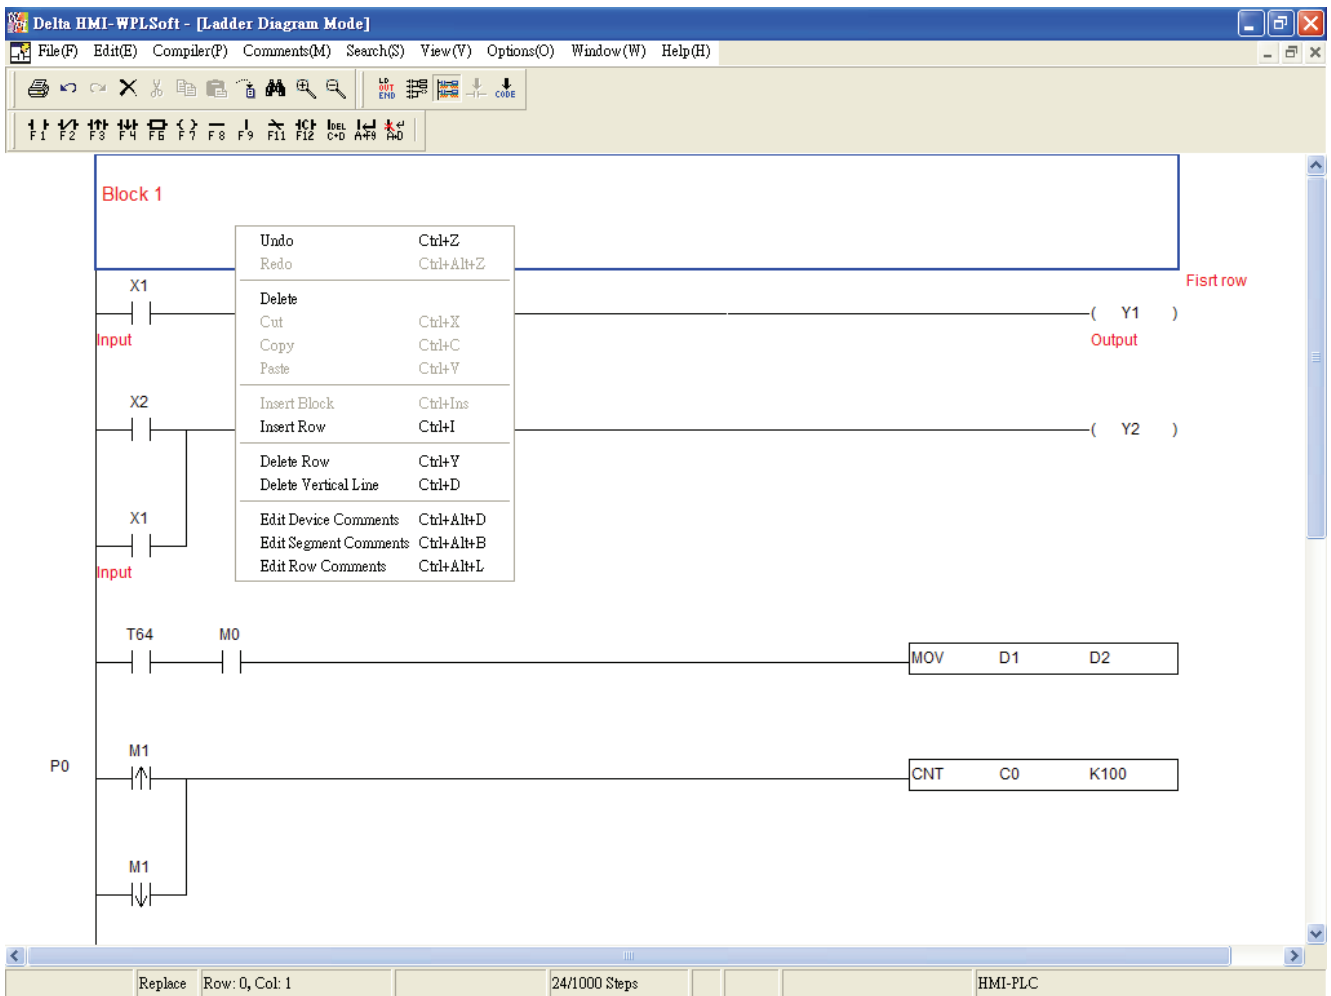 Delta HMI-WPLSoft - [Ladder Diagram Mode]
File(F) Edit(E) Compiler(P) Comments(M) Search(S) View(V) Options(O) Window(W) Help(H)
LD OUT END CODE
F1 F2 F3 F4 F6 F7 F8 F9 F11 F12 IDEL C+D A+F9 A+D
Block 1
Undo Ctrl+Z
Redo Ctrl+Alt+Z
Delete
Cut Ctrl+X
Copy Ctrl+C
Paste Ctrl+V
Insert Block Ctrl+Ins
Insert Row Ctrl+I
Delete Row Ctrl+Y
Delete Vertical Line Ctrl+D
Edit Device Comments Ctrl+Alt+D
Edit Segment Comments Ctrl+Alt+B
Edit Row Comments Ctrl+Alt+L
X1 Fisrt row
( Y1 )
Input Output
X2
( Y2 )
X1
Input
T64 M0
MOV D1 D2
M1
P0
CNT C0 K100
M1
Replace Row: 0, Col: 1 24/1000 Steps HMI-PLC